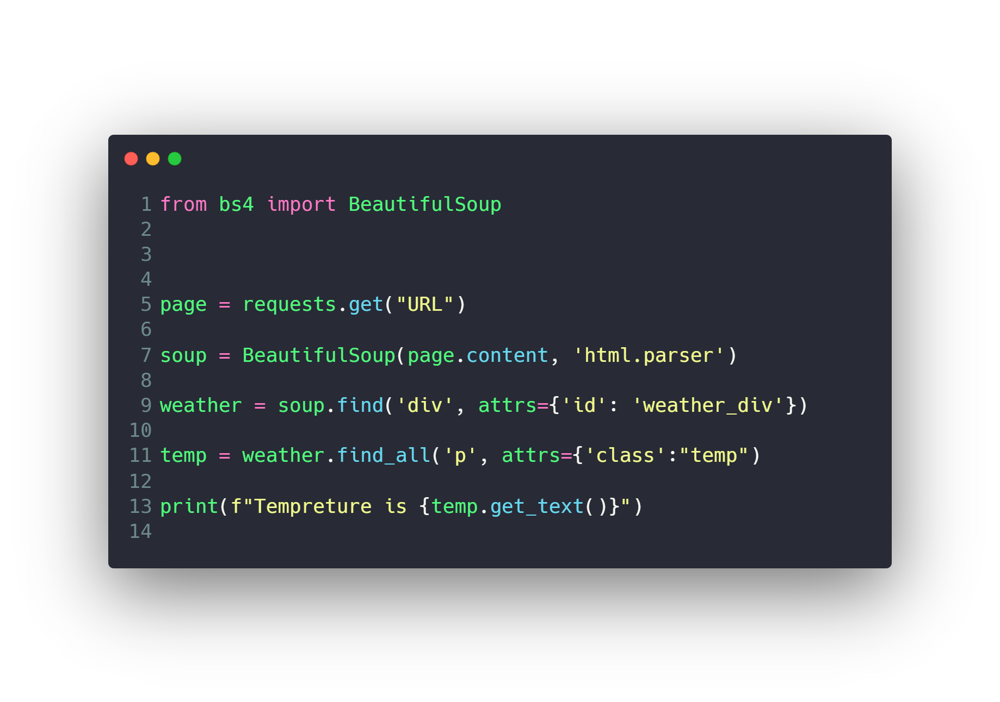 1 from bs4 import BeautifulSoup
2
3
4
5 page = requests.get("URL")
6
7 soup = BeautifulSoup(page.content, 'html.parser')
8
9 weather = soup.find('div', attrs={'id': 'weather_div'})
10
11 temp = weather.find_all('p', attrs={'class':"temp")
12
13 print(f"Tempreture is {temp.get_text()}")
14